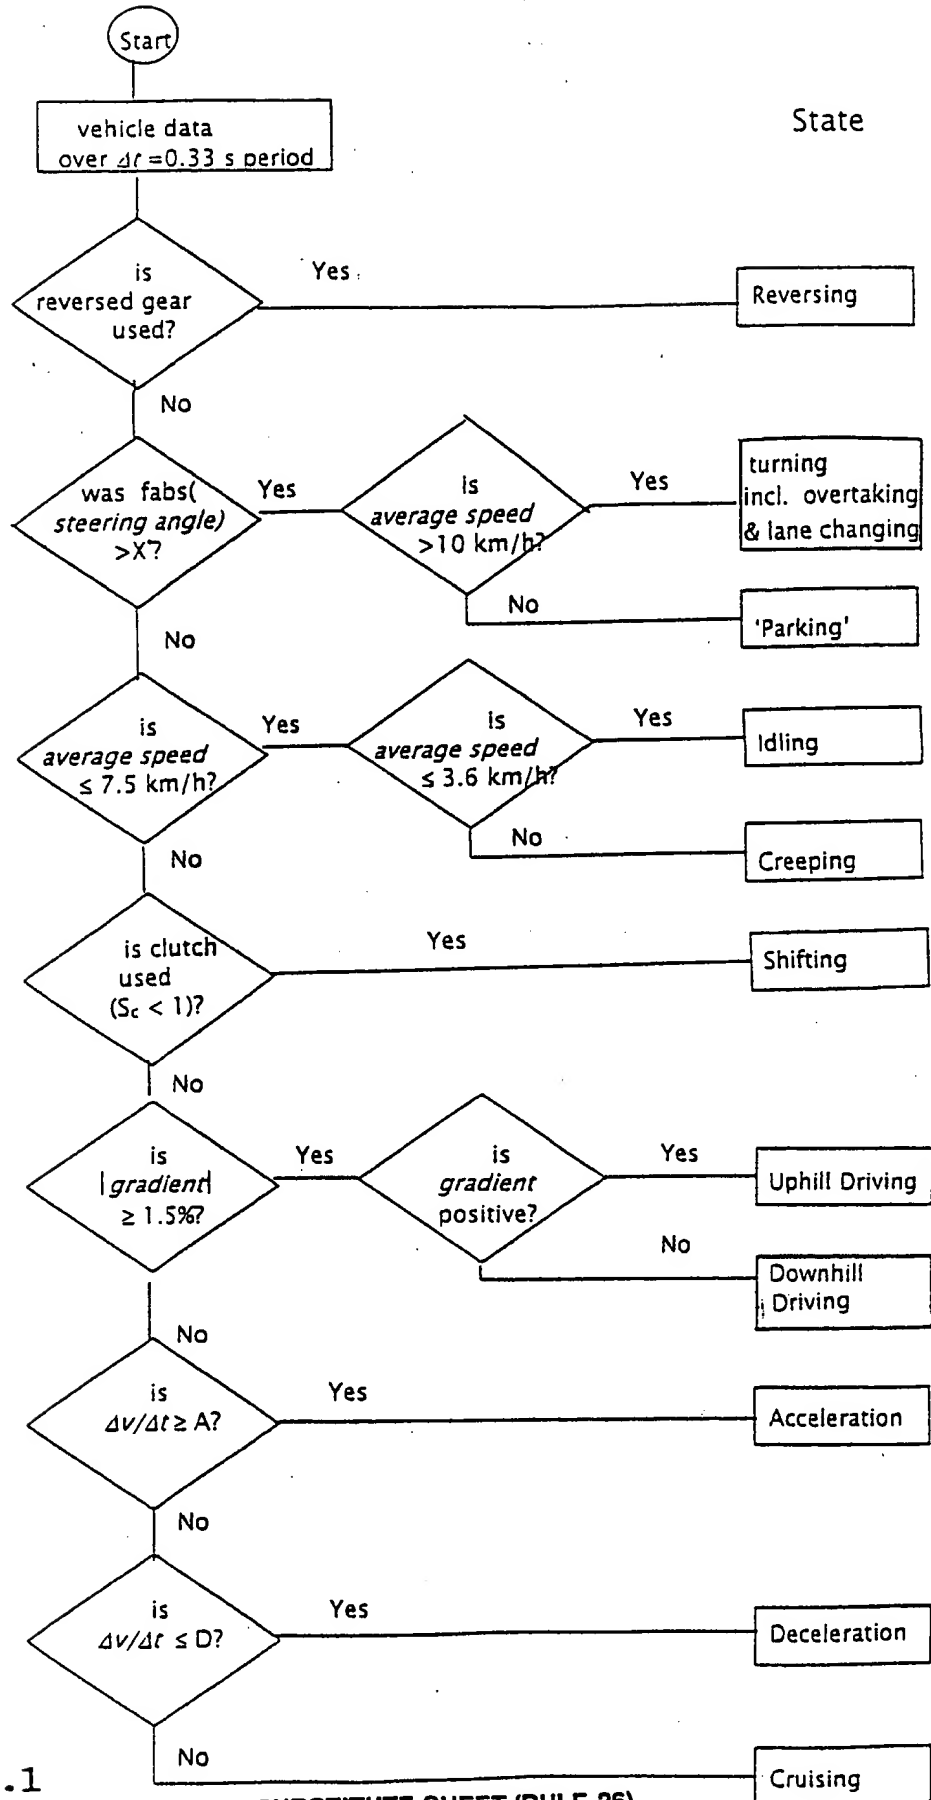 Start
vehicle data
over Δt =0.33 s period
State
is
reversed gear
used?
Yes
Reversing
No
was fabs(
steering angle)
>X?
Yes
is
average speed
>10 km/h?
Yes
turning
incl. overtaking
& lane changing
No
'Parking'
No
is
average speed
≤ 7.5 km/h?
Yes
is
average speed
≤ 3.6 km/h?
Yes
Idling
No
Creeping
No
is clutch
used
(Sc < 1)?
Yes
Shifting
No
is
|gradient|
≥ 1.5%?
Yes
is
gradient
positive?
Yes
Uphill Driving
No
Downhill
Driving
No
is
Δv/Δt ≥ A?
Yes
Acceleration
No
is
Δv/Δt ≤ D?
Yes
Deceleration
No
Cruising
.1